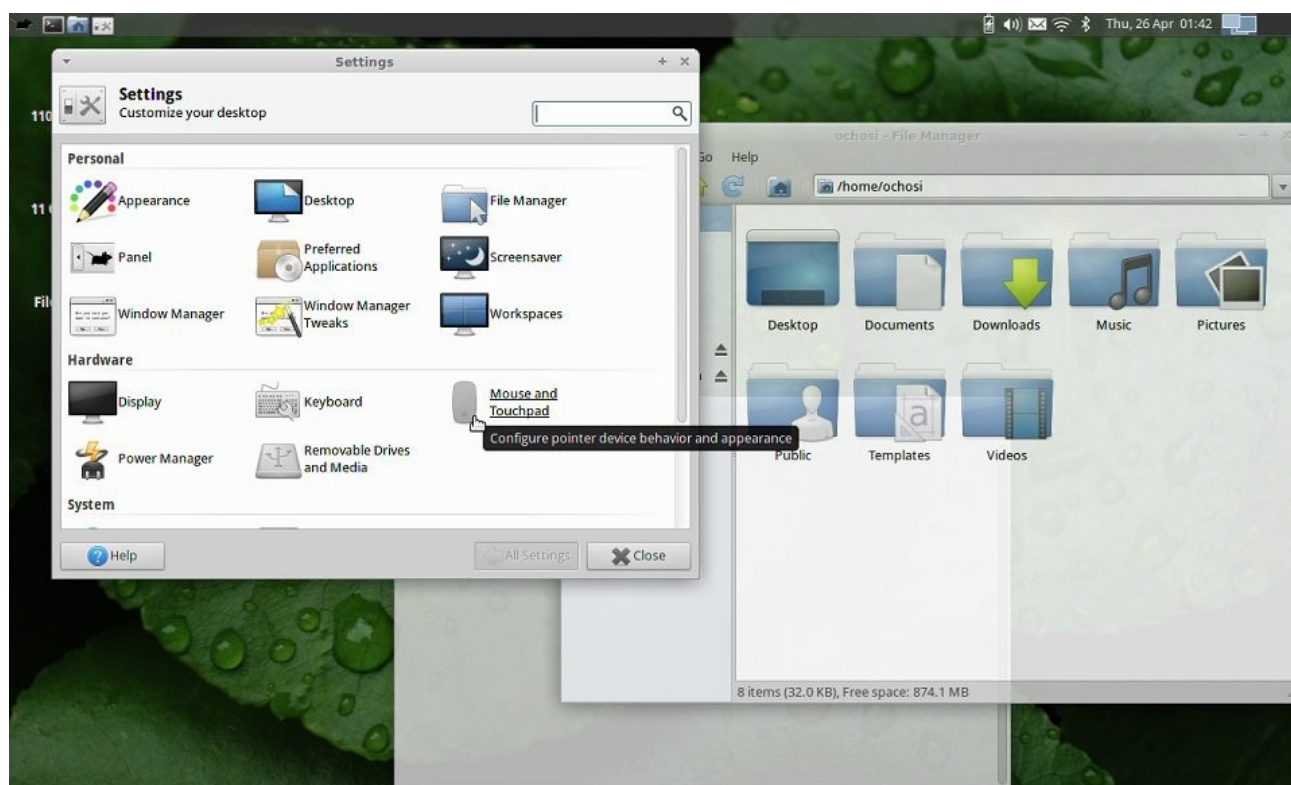 Thu, 26 Apr 01:42
Settings
Settings
Customize your desktop
110
11
Fil
Personal
Appearance
Desktop
File Manager
Panel
Preferred
Applications
Screensaver
Window Manager
Window Manager
Tweaks
Workspaces
Hardware
Display
Keyboard
Mouse and
Touchpad
Configure pointer device behavior and appearance
Power Manager
Removable Drives
and Media
System
Help
All Settings
Close
ochosi - File Manager
Go Help
/home/ochosi
Desktop
Documents
Downloads
Music
Pictures
Public
Templates
a
Videos
8 items (32.0 KB), Free space: 874.1 MB